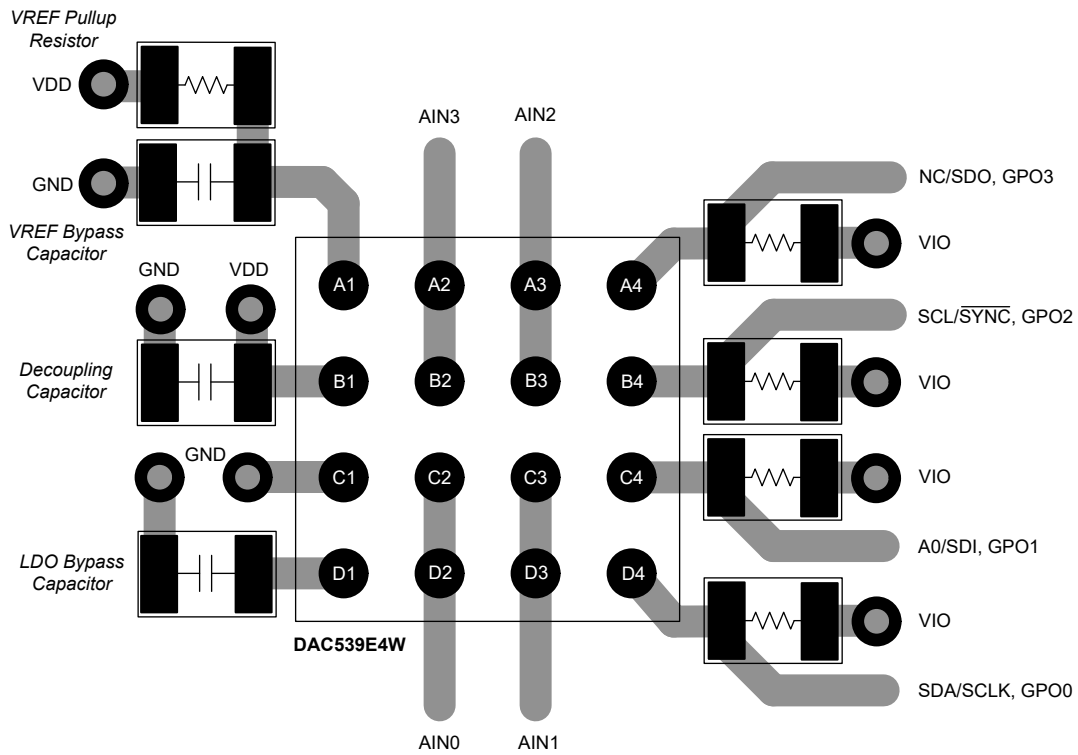 VREF Pullup
Resistor
VDD
GND
VREF Bypass
Capacitor
AIN3
AIN2
NC/SDO, GPO3
VIO
GND
VDD
A1
A2
A3
A4
SCL/SYNC, GPO2
Decoupling
Capacitor
B1
B2
B3
B4
VIO
GND
C1
C2
C3
C4
VIO
LDO Bypass
Capacitor
A0/SDI, GPO1
D1
D2
D3
D4
VIO
DAC539E4W
SDA/SCLK, GPO0
AIN0
AIN1